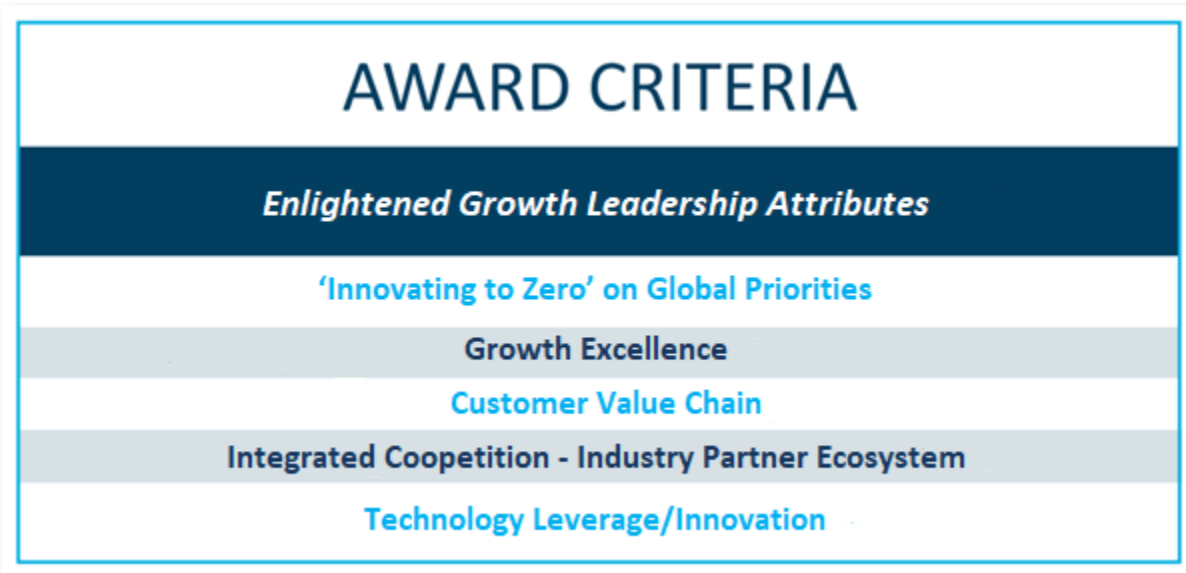 AWARD CRITERIA
Enlightened Growth Leadership Attributes
‘Innovating to Zero’ on Global Priorities
Growth Excellence
Customer Value Chain
Integrated Coopetition - Industry Partner Ecosystem
Technology Leverage/Innovation